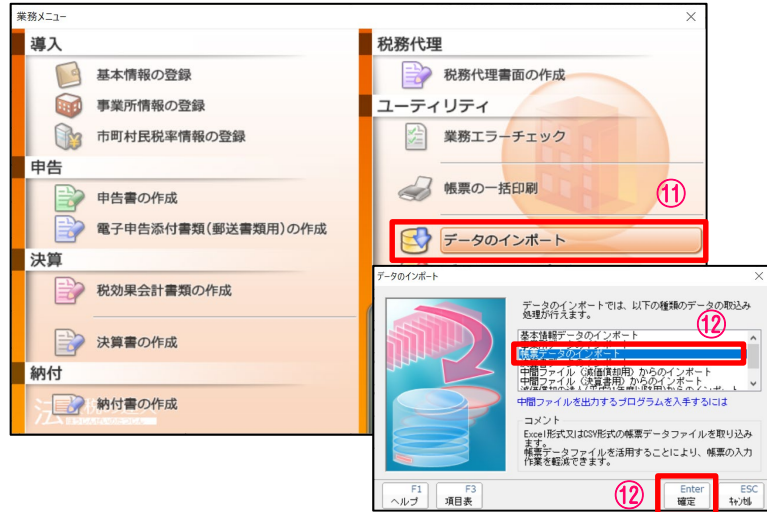 業務メニュー
導入
基本情報の登録
事業所情報の登録
市町村民税率情報の登録
申告
申告書の作成
電子申告添付書類(郵送書類用)の作成
決算
税効果会計書類の作成
決算書の作成
納付
納付書の作成
税務代理
税務代理書面の作成
ユーティリティ
業務エラーチェック
帳票の一括印刷
⑪
データのインポート
データのインポート
データのインポートでは、以下の種類のデータの取込み
処理が行えます。
⑫
基本情報データのインポート
帳票データのインポート
中間ファイル（減価償却用）からのインポート
中間ファイル（決算書用）からのインポート
中間ファイルを出力するプログラムを入手するには
コメント
Excel形式又はCSV形式の帳票データファイルを取り込み
ます。
帳票データファイルを活用することにより、帳票の入力
作業を軽減できます。
F1
ヘルプ
F3
項目表
⑫
Enter
確定
ESC
キャンセル